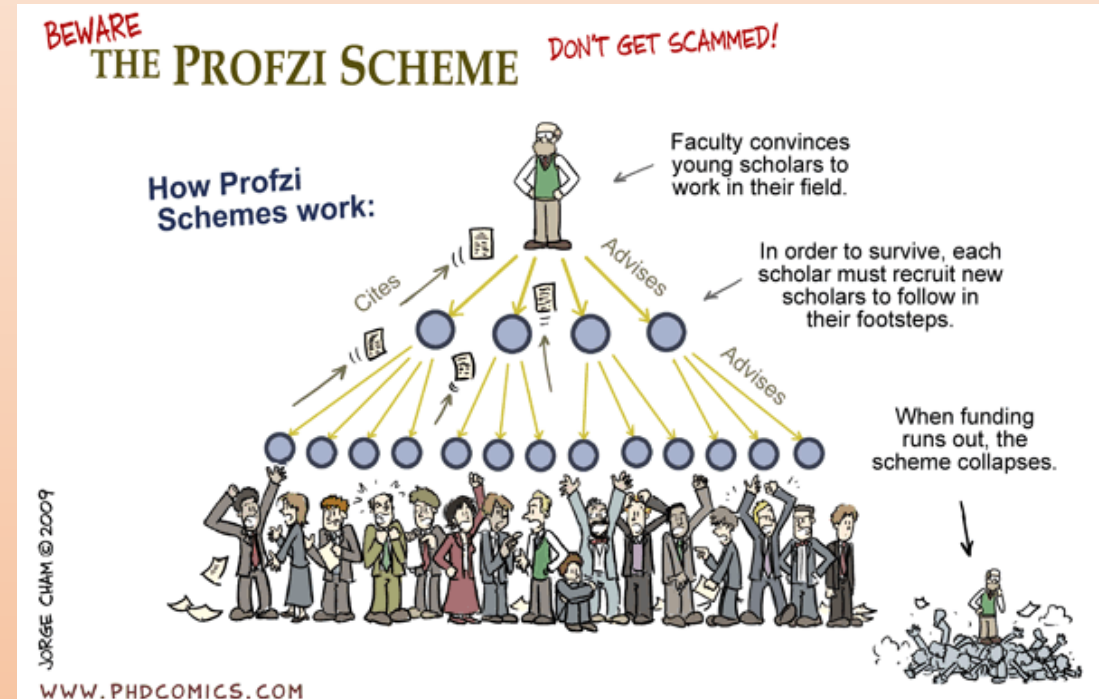 BEWARE
THE PROFZI SCHEME
DON'T GET SCAMMED!
How Profzi
Schemes work:
Faculty convinces
young scholars to
work in their field.
Cites
Advises
In order to survive, each
scholar must recruit new
scholars to follow in
their footsteps.
Advises
When funding
runs out, the
scheme collapses.
JORGE CHAM © 2009
WWW.PHDCOMICS.COM